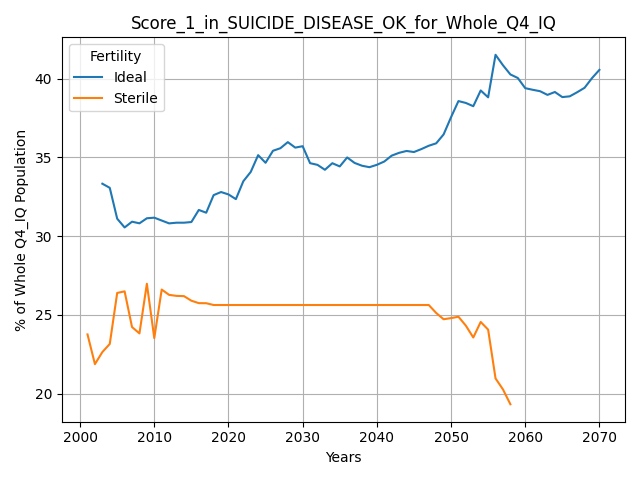 Score_1_in_SUICIDE_DISEASE_OK_for_Whole_Q4_IQ
Fertility
Ideal
Sterile
% of Whole Q4_IQ Population
40
35
30
25
20
2000 2010 2020 2030 2040 2050 2060 2070
Years